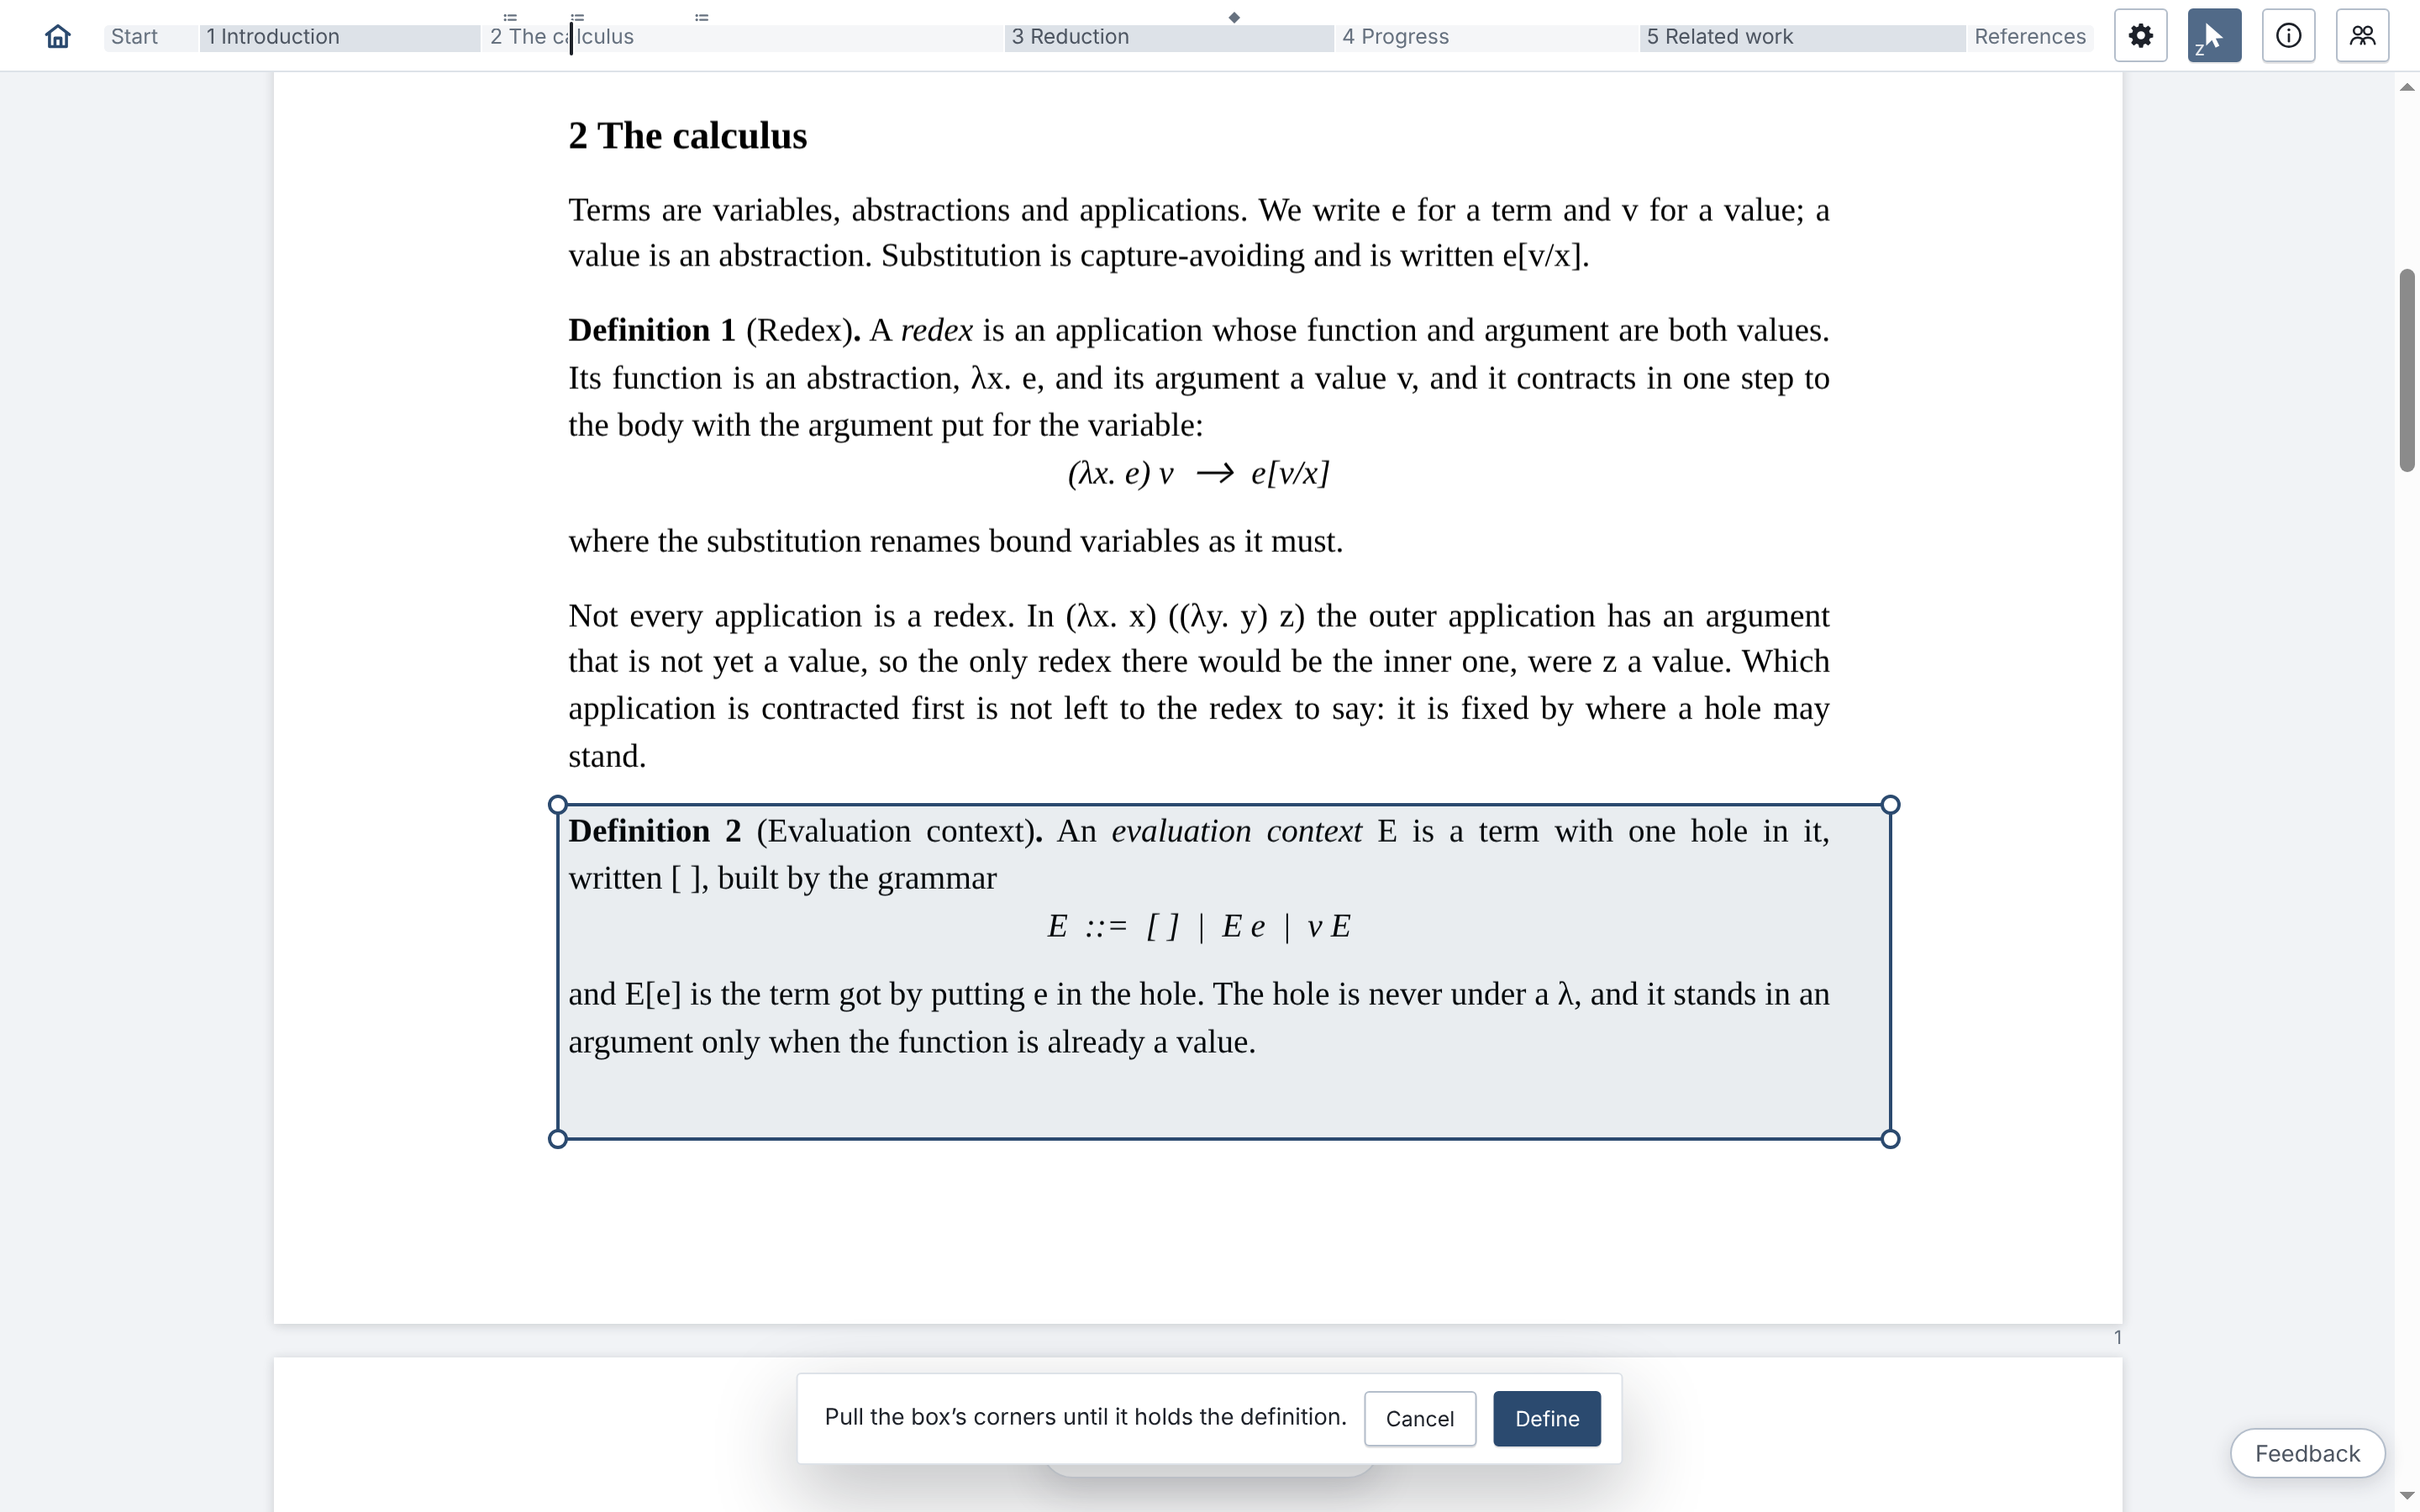 Start
1 Introduction
2 The calculus
3 Reduction
4 Progress
5 Related work
References
z
2 The calculus
Terms are variables, abstractions and applications. We write e for a term and v for a value; a
value is an abstraction. Substitution is capture-avoiding and is written e[v/x].
Definition 1 (Redex). A redex is an application whose function and argument are both values.
Its function is an abstraction, λx. e, and its argument a value v, and it contracts in one step to
the body with the argument put for the variable:
(λx. e) v → e[v/x]
where the substitution renames bound variables as it must.
Not every application is a redex. In (λx. x) ((λy. y) z) the outer application has an argument
that is not yet a value, so the only redex there would be the inner one, were z a value. Which
application is contracted first is not left to the redex to say: it is fixed by where a hole may
stand.
Definition 2 (Evaluation context). An evaluation context E is a term with one hole in it,
written [ ], built by the grammar
E ::= [ ] | E e | v E
and E[e] is the term got by putting e in the hole. The hole is never under a λ, and it stands in an
argument only when the function is already a value.
1
Pull the box’s corners until it holds the definition.
Cancel
Define
Feedback